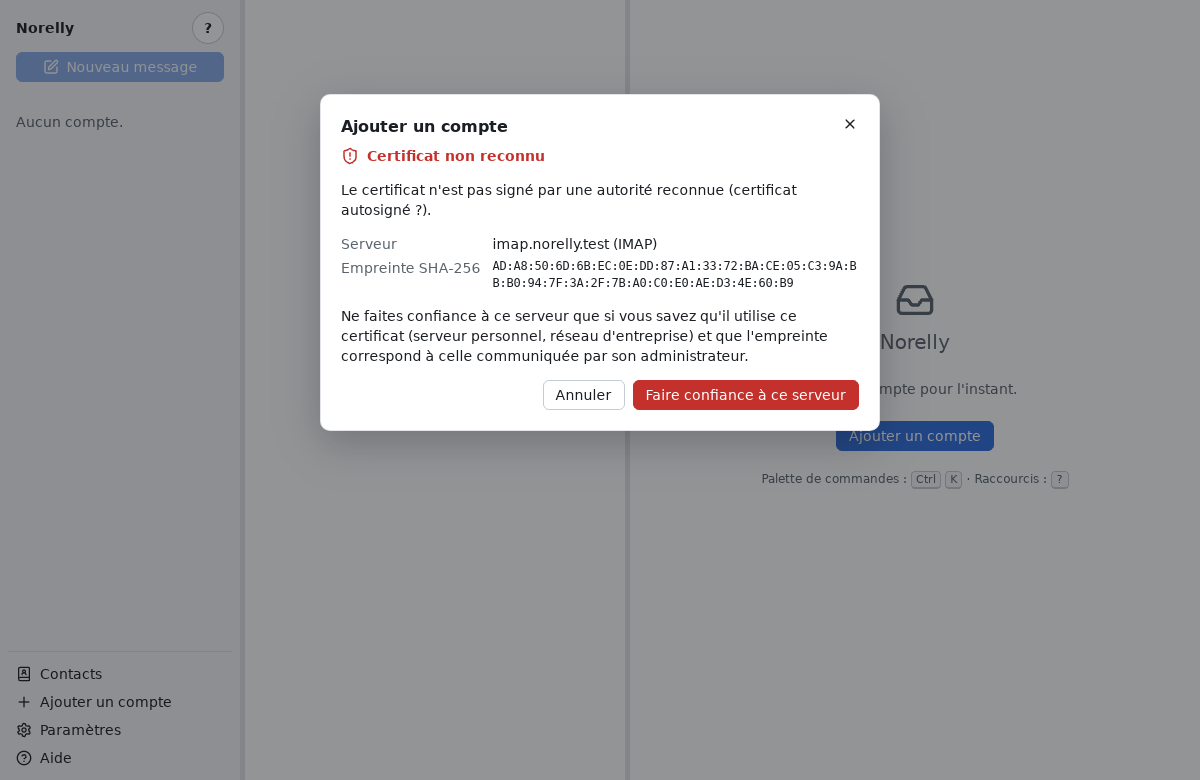 Norelly
?
Nouveau message
Aucun compte.
Ajouter un compte
Certificat non reconnu
Le certificat n'est pas signé par une autorité reconnue (certificat
autosigné ?).
Serveur imap.norelly.test (IMAP)
Empreinte SHA-256 AD:A8:50:6D:6B:EC:0E:DD:87:A1:33:72:BA:CE:05:C3:9A:B
B:B0:94:7F:3A:2F:7B:A0:C0:E0:AE:D3:4E:60:B9
Ne faites confiance à ce serveur que si vous savez qu'il utilise ce
certificat (serveur personnel, réseau d'entreprise) et que l'empreinte
correspond à celle communiquée par son administrateur.
Annuler Faire confiance à ce serveur
Norelly
pour l'instant.
Ajouter un compte
Palette de commandes : Ctrl K · Raccourcis : ?
Contacts
Ajouter un compte
Paramètres
Aide